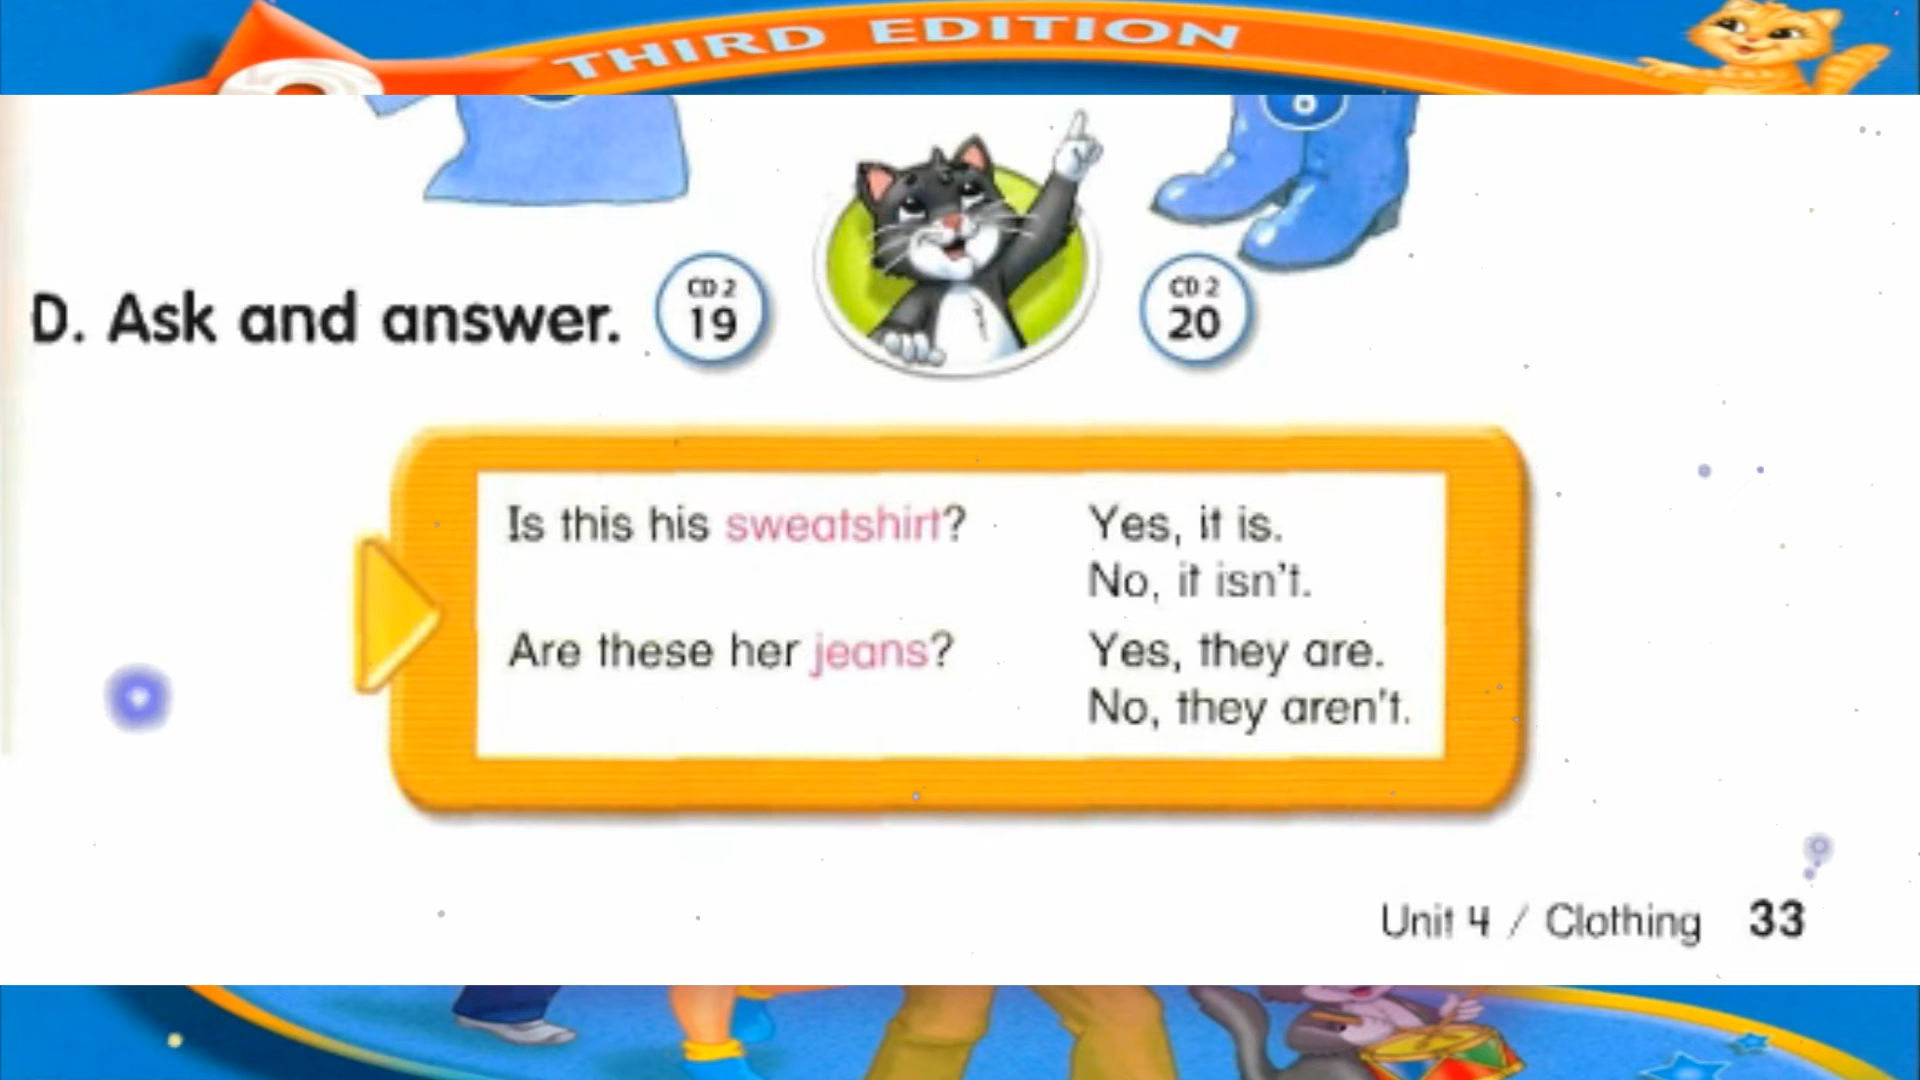 THIRD EDITION
8
D. Ask and answer.
CD 2
19
CD 2
20
Is this his sweatshirt? Yes, it is.
No, it isn't.
Are these her jeans? Yes, they are.
No, they aren't.
Unit 4 / Clothing 33